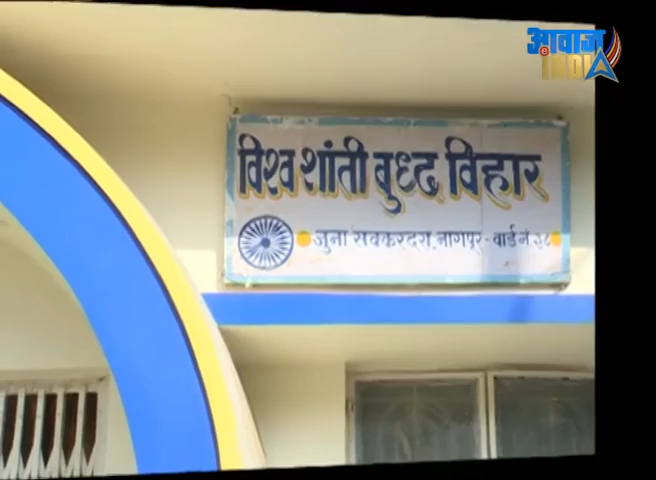 आवाज
INDIA
विश्व शांती बुध्द विहार
जुना सक्करदरा, नागपूर - वार्ड नं.